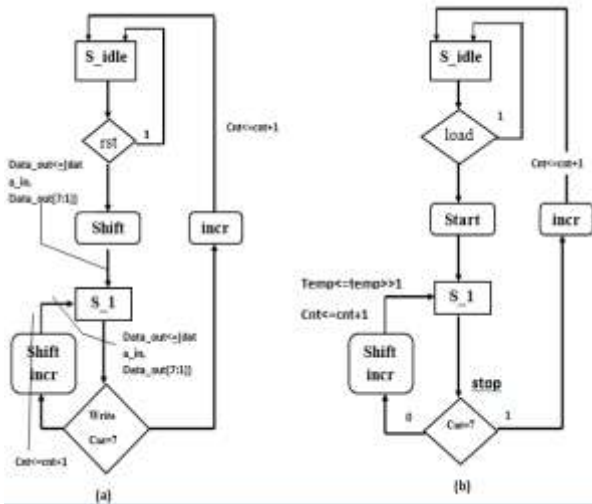 S_idle
rst
1
Cnt<=cnt+1
Data_out<={dat
a_in,
Data_out[7:1]}
Shift
incr
S_1
Data_out<={dat
a_in,
Data_out[7:1]}
Shift
incr
Write
Cnt=7
Cnt<=cnt+1
(a)
S_idle
load
1
Cnt<=cnt+1
Start
incr
Temp<=temp>>1
S_1
Cnt<=cnt+1
Shift
incr
stop
Cnt=7
0
1
(b)